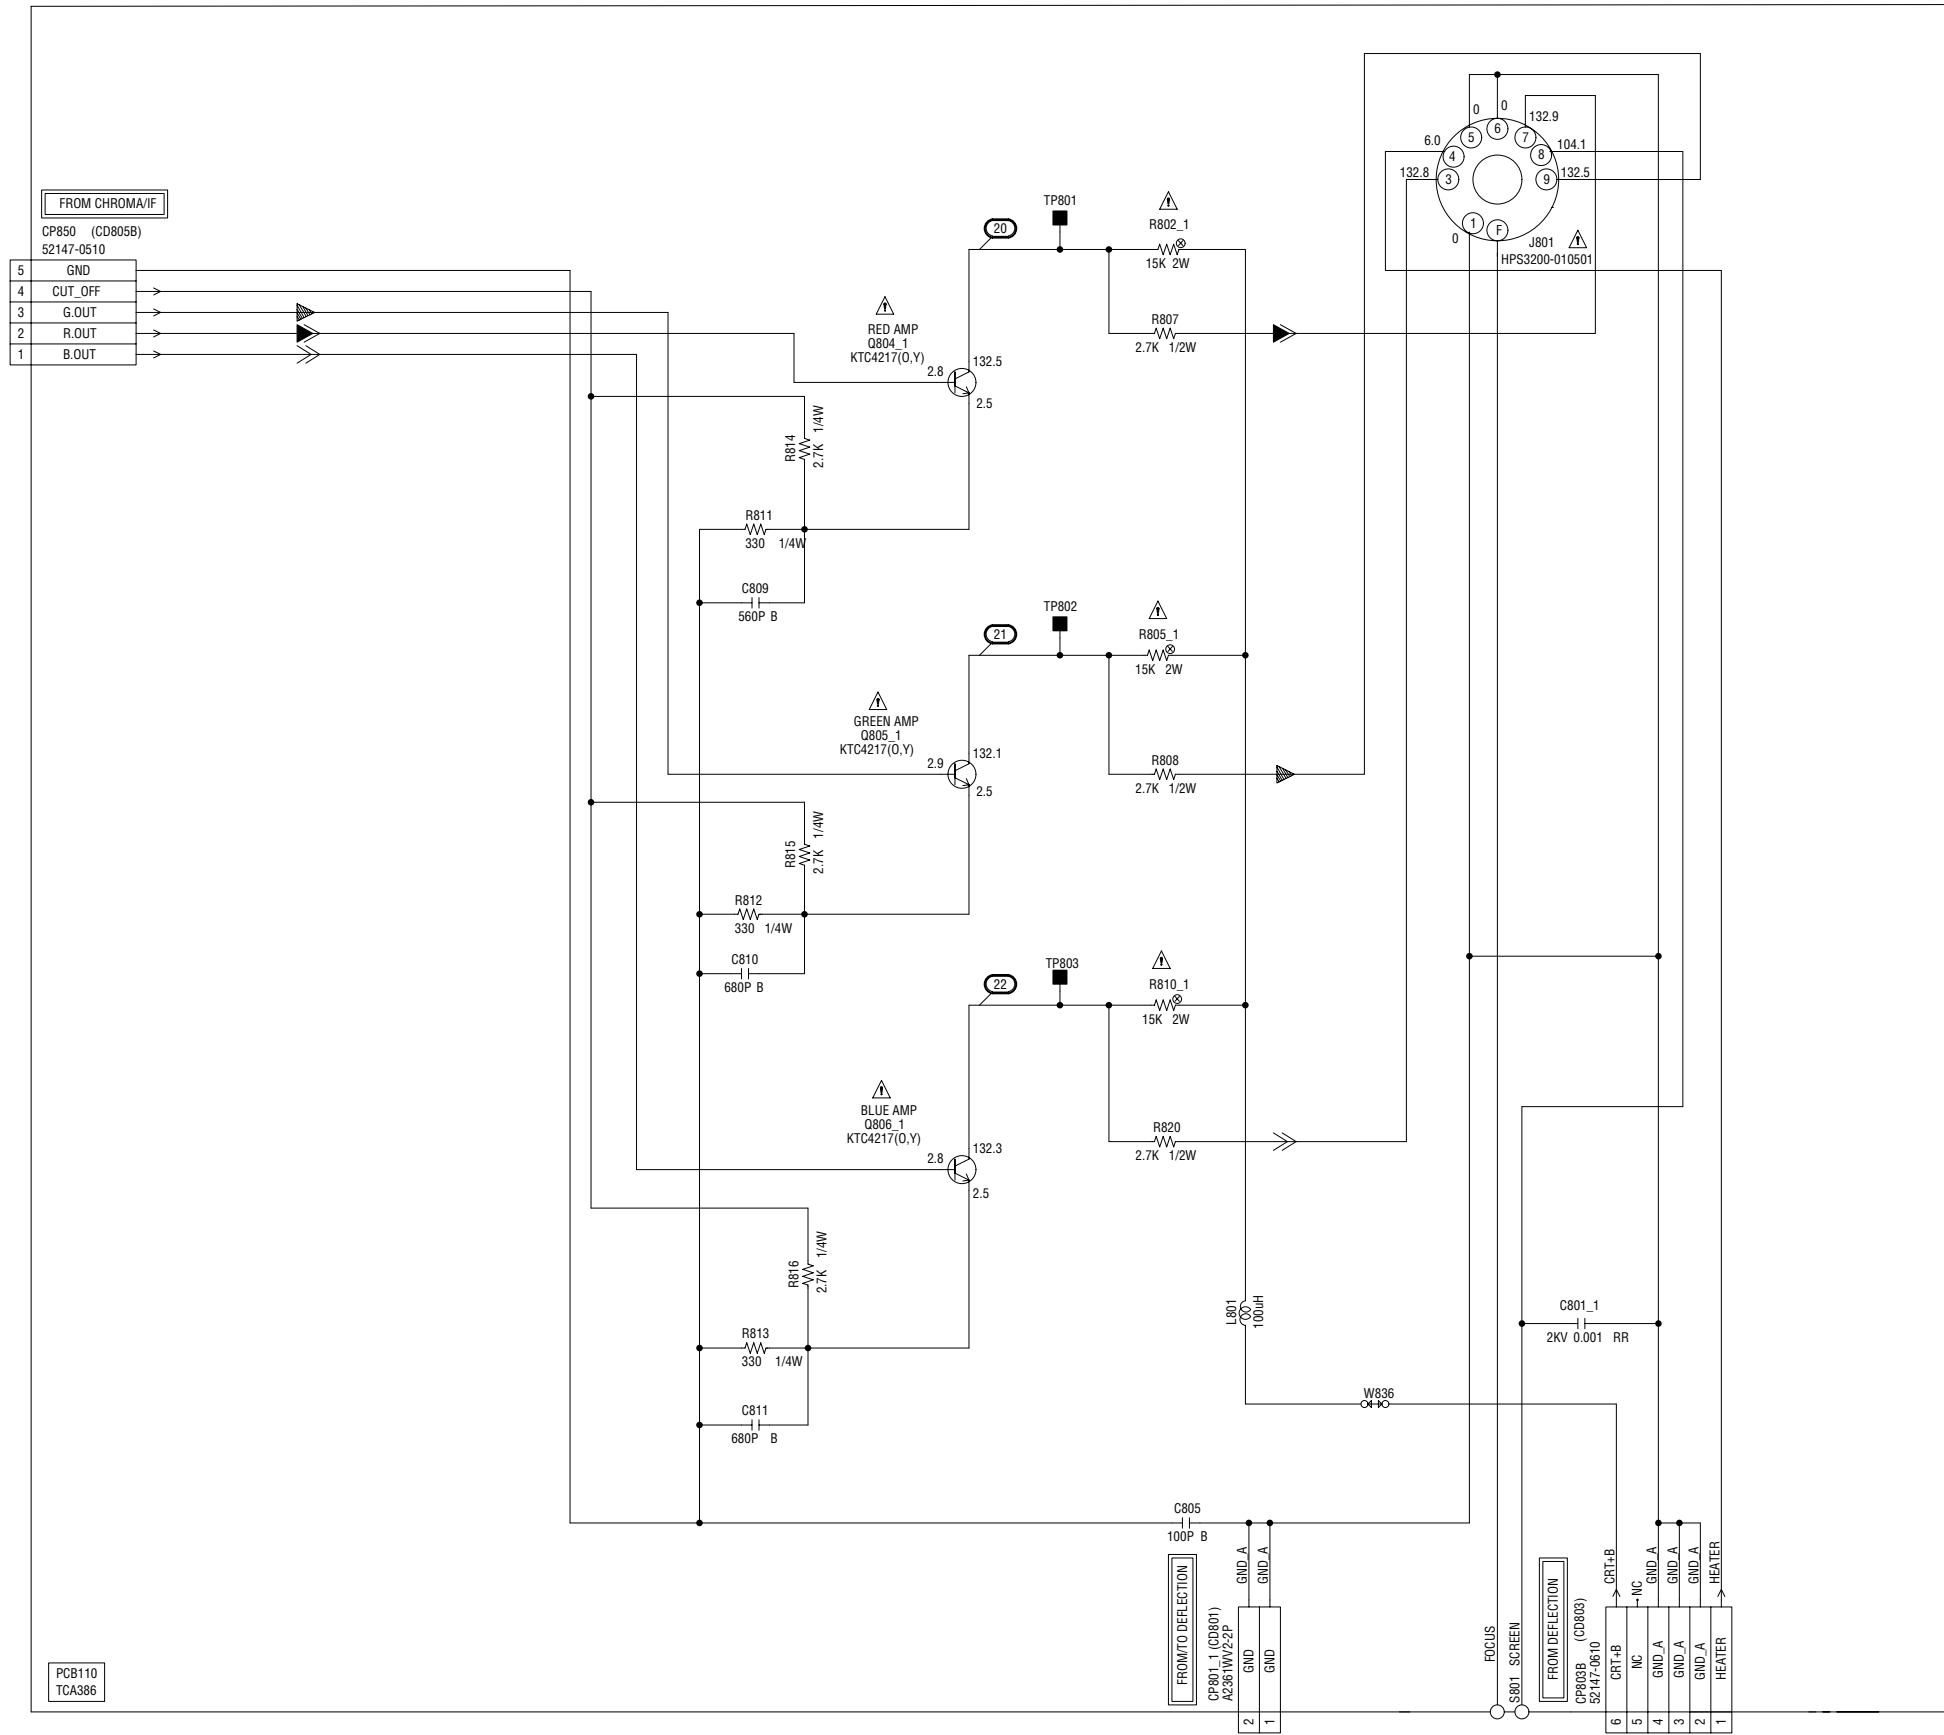 FROM CHROMA/IF
CP850 (CD805B)
52147-0510
5 GND
4 CUT_OFF
3 G.OUT
2 R.OUT
1 B.OUT
RED AMP
Q804_1
KTC4217(O,Y)
2.8
132.5
2.5
20
TP801
R802_1
15K 2W
R807
2.7K 1/2W
R814
2.7K 1/4W
R811
330 1/4W
C809
560P B
GREEN AMP
Q805_1
KTC4217(O,Y)
2.9
132.1
2.5
21
TP802
R805_1
15K 2W
R808
2.7K 1/2W
R815
2.7K 1/4W
R812
330 1/4W
C810
680P B
BLUE AMP
Q806_1
KTC4217(O,Y)
2.8
132.3
2.5
22
TP803
R810_1
15K 2W
R820
2.7K 1/2W
R816
2.7K 1/4W
R813
330 1/4W
C811
680P B
0
0
132.9
6.0
104.1
132.8
132.5
0
5
6
7
4
8
3
9
1
F
J801
HPS3200-010501
L801
100uH
C801_1
2KV 0.001 RR
W836
C805
100P B
FROM/TO DEFLECTION
CP801_1 (CD801)
A2361WV2-2P
GND_A
GND_A
2 GND
1 GND
FOCUS
S801 SCREEN
FROM DEFLECTION
CP803B (CD803)
52147-0610
CRT+B
NC
GND_A
GND_A
GND_A
HEATER
6 CRT+B
5 NC
4 GND_A
3 GND_A
2 GND_A
1 HEATER
PCB110
TCA386